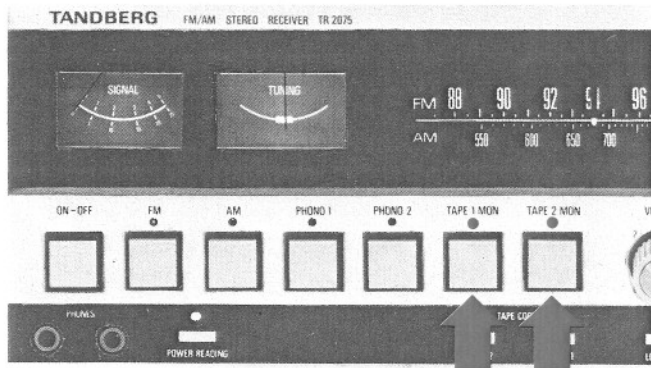 TANDBERG FM/AM STEREO RECEIVER TR 2075
SIGNAL
TUNING
FM 88 90 92 96
AM 550 600 650 700
ON-OFF FM AM PHONO 1 PHONO 2 TAPE 1 MON TAPE 2 MON
PHONES
POWER READING
TAPE